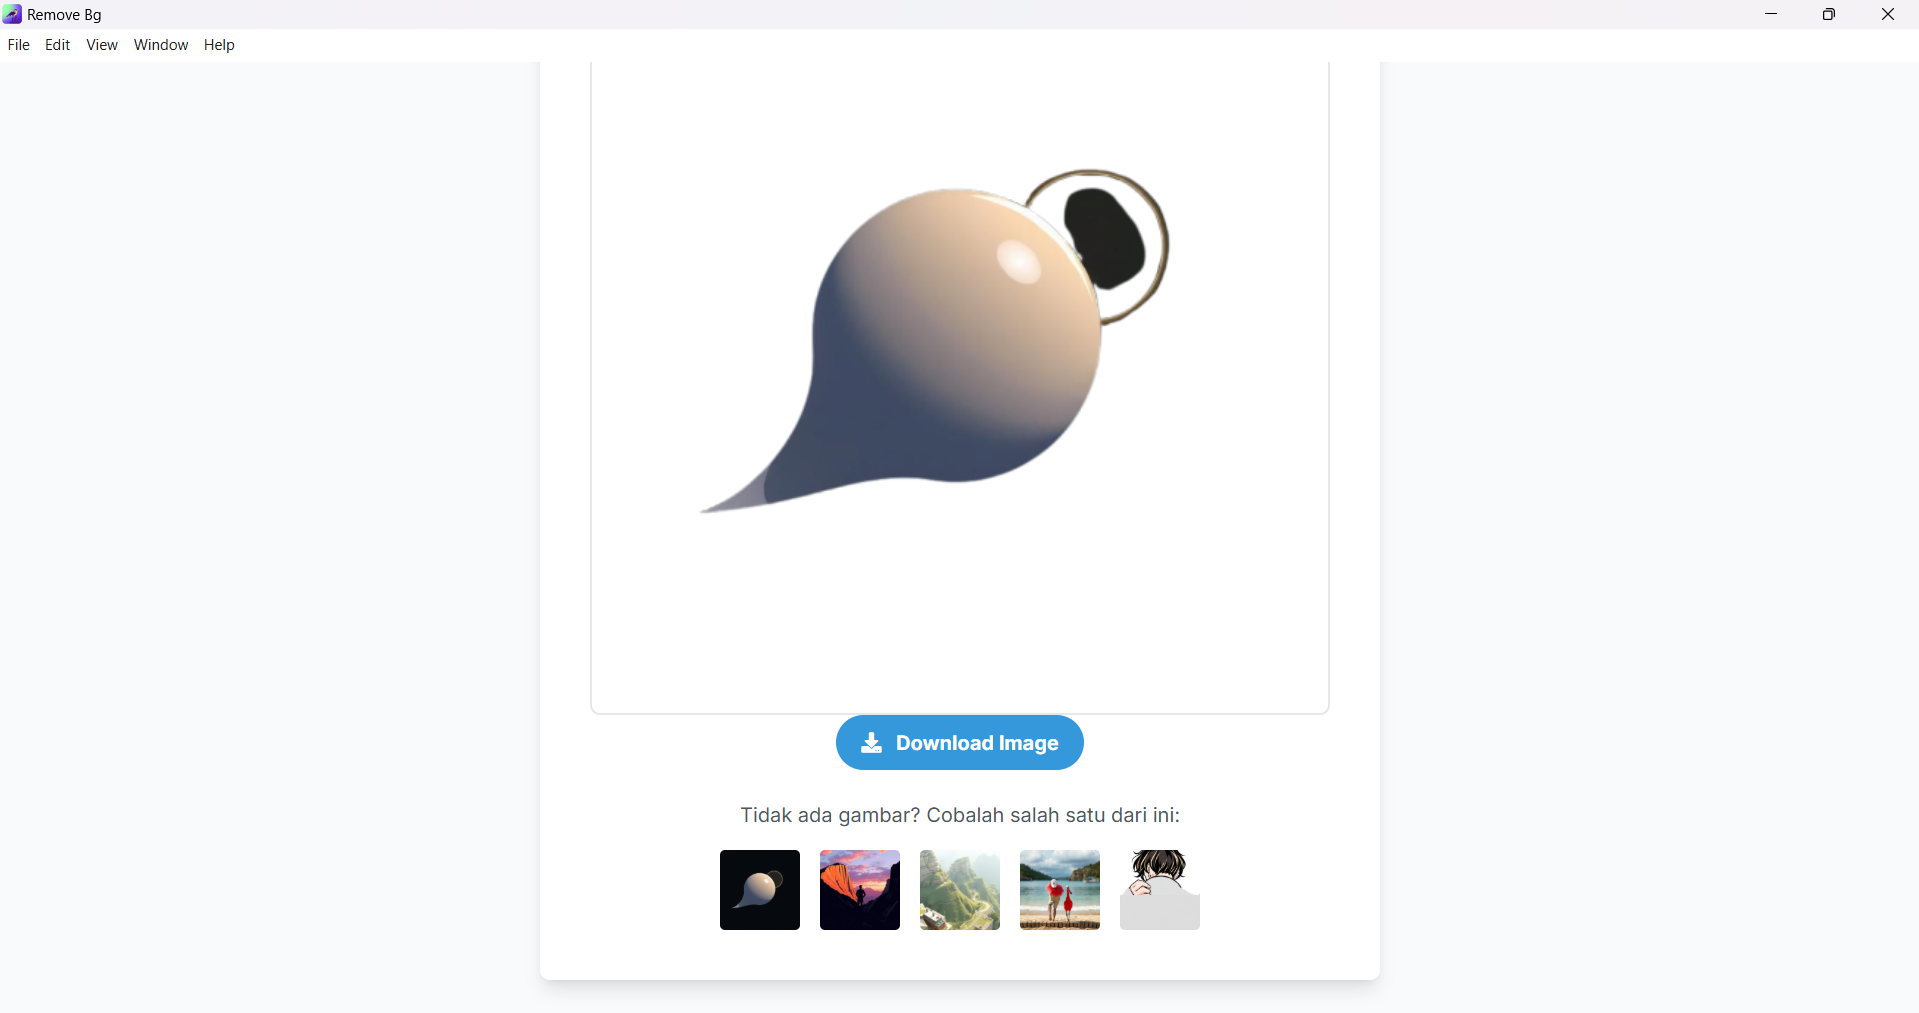 Remove Bg
File Edit View Window Help
Download Image
Tidak ada gambar? Cobalah salah satu dari ini: